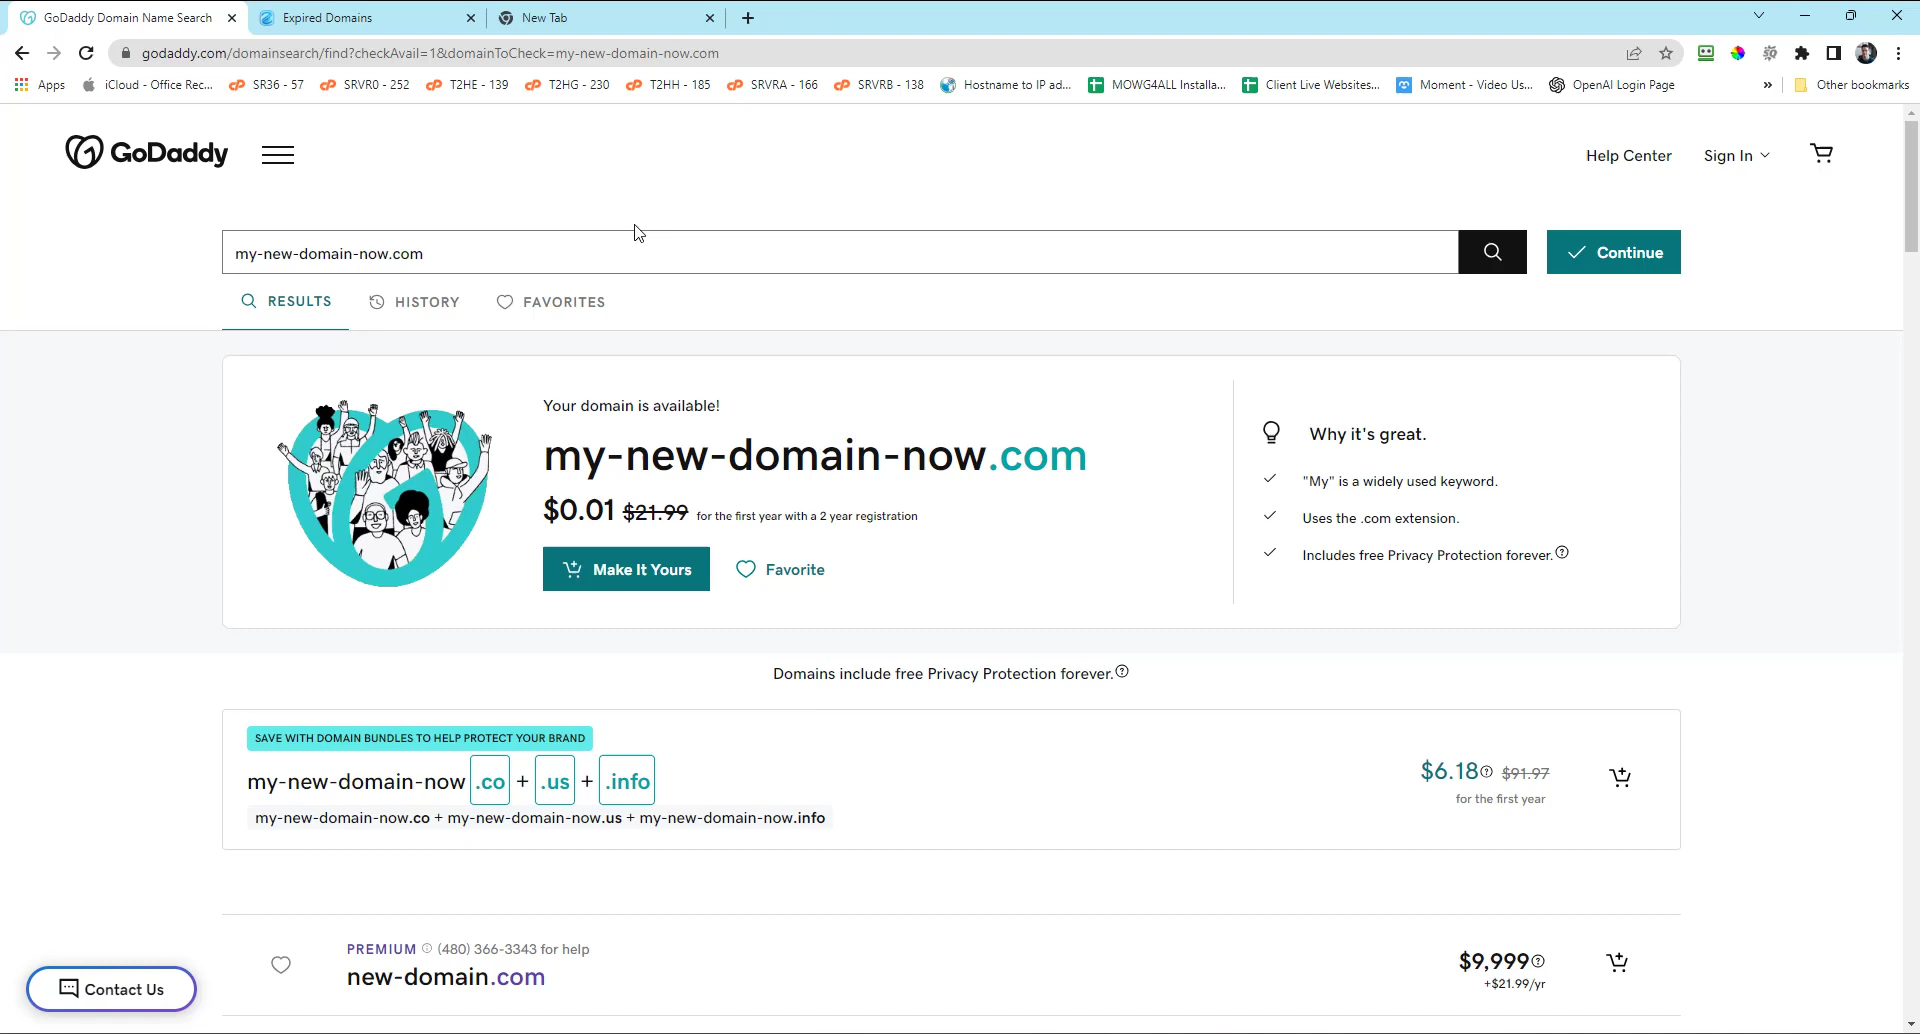 GoDaddy Domain Name Search
Expired Domains
New Tab
godaddy.com/domainsearch/find?checkAvail=1&domainToCheck=my-new-domain-now.com
Apps
iCloud - Office Rec...
SR36 - 57
SRVR0 - 252
T2HE - 139
T2HG - 230
T2HH - 185
SRVRA - 166
SRVRB - 138
Hostname to IP ad...
MOWG4ALL Installa...
Client Live Websites...
Moment - Video Us...
OpenAI Login Page
»
Other bookmarks
GoDaddy
Help Center
Sign In
my-new-domain-now.com
Continue
RESULTS
HISTORY
FAVORITES
Your domain is available!
my-new-domain-now.com
$0.01 $21.99 for the first year with a 2 year registration
Make It Yours
Favorite
Why it's great.
"My" is a widely used keyword.
Uses the .com extension.
Includes free Privacy Protection forever.
Domains include free Privacy Protection forever.
SAVE WITH DOMAIN BUNDLES TO HELP PROTECT YOUR BRAND
my-new-domain-now .co + .us + .info
my-new-domain-now.co + my-new-domain-now.us + my-new-domain-now.info
$6.18 $91.97
for the first year
PREMIUM (480) 366-3343 for help
new-domain.com
$9,999
+$21.99/yr
Contact Us